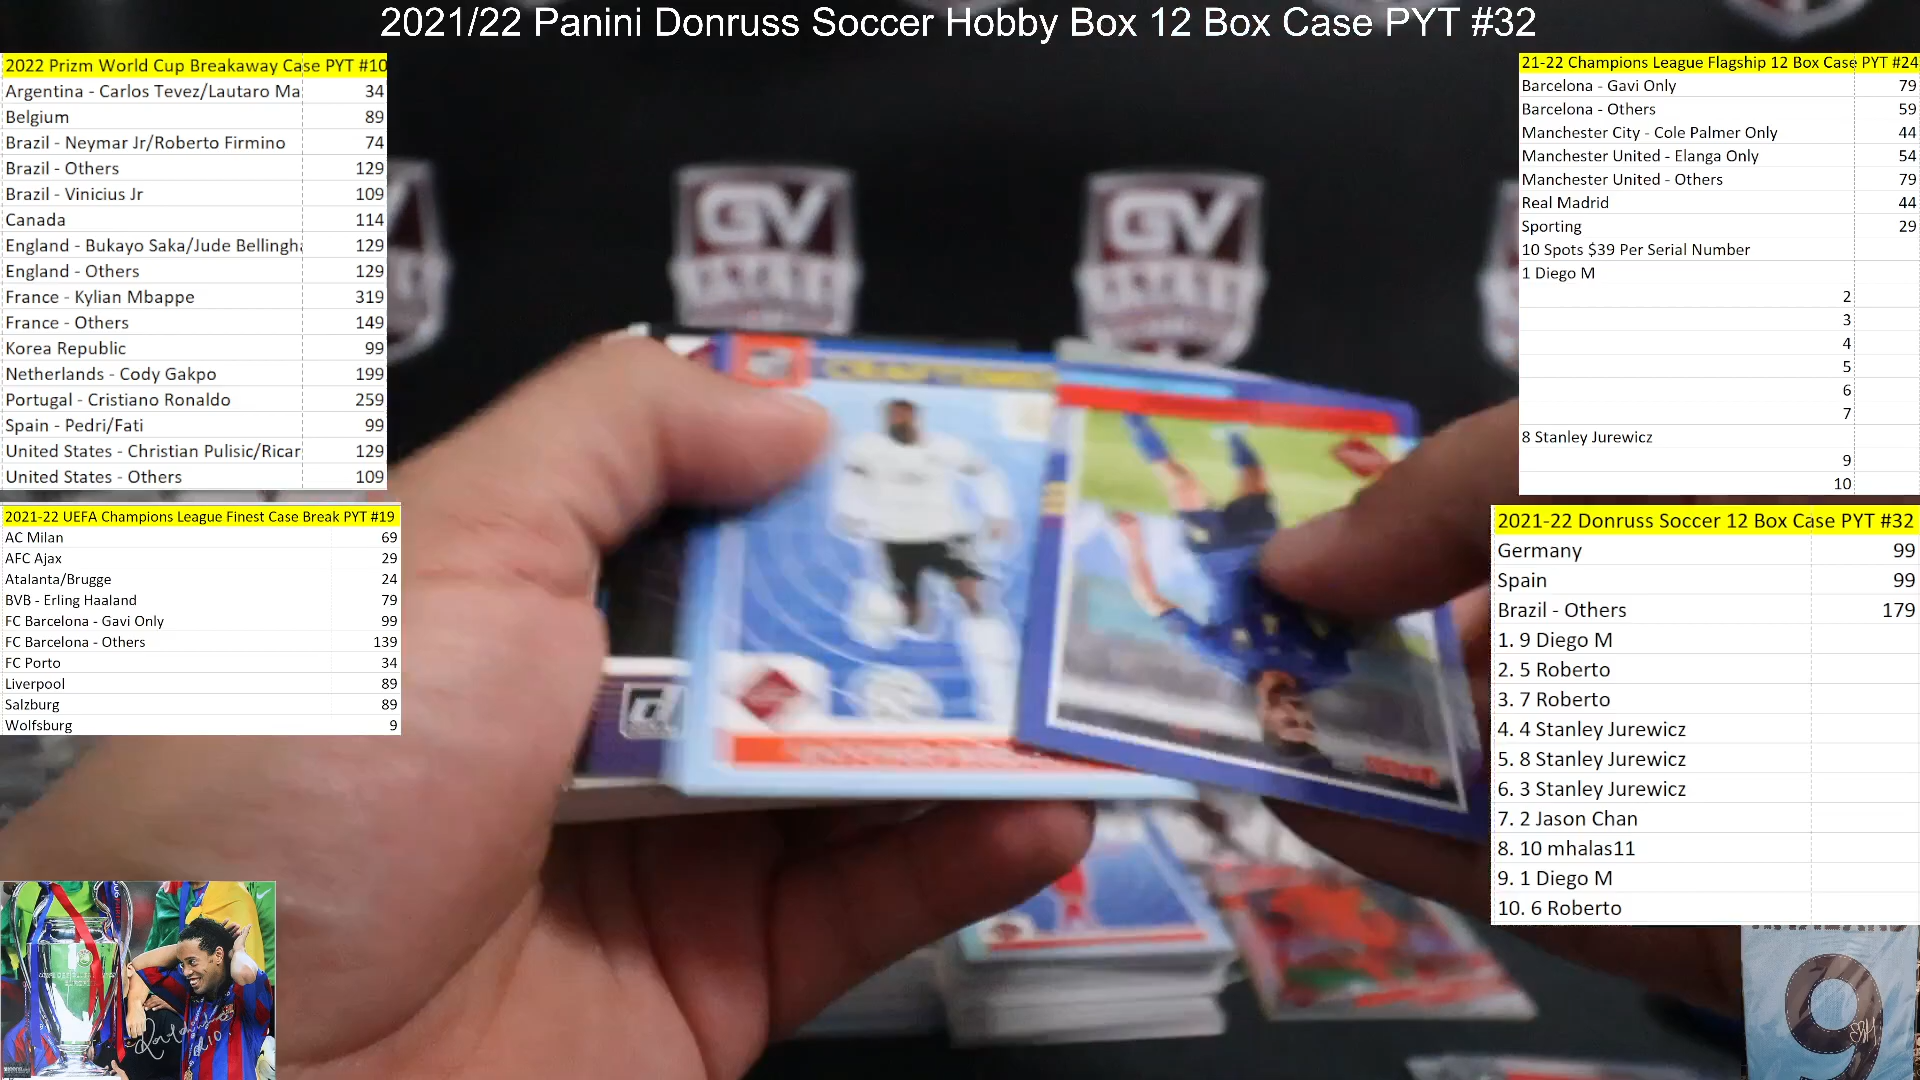 2021/22 Panini Donruss Soccer Hobby Box 12 Box Case PYT #32
2022 Prizm World Cup Breakaway Case PYT #10
Argentina - Carlos Tevez/Lautaro Ma 34
Belgium 89
Brazil - Neymar Jr/Roberto Firmino 74
Brazil - Others 129
Brazil - Vinicius Jr 109
Canada 114
England - Bukayo Saka/Jude Bellingh 129
England - Others 129
France - Kylian Mbappe 319
France - Others 149
Korea Republic 99
Netherlands - Cody Gakpo 199
Portugal - Cristiano Ronaldo 259
Spain - Pedri/Fati 99
United States - Christian Pulisic/Ricar 129
United States - Others 109
2021-22 UEFA Champions League Finest Case Break PYT #19
AC Milan 69
AFC Ajax 29
Atalanta/Brugge 24
BVB - Erling Haaland 79
FC Barcelona - Gavi Only 99
FC Barcelona - Others 139
FC Porto 34
Liverpool 89
Salzburg 89
Wolfsburg 9
GV
GV
21-22 Champions League Flagship 12 Box Case PYT #24
Barcelona - Gavi Only 79
Barcelona - Others 59
Manchester City - Cole Palmer Only 44
Manchester United - Elanga Only 54
Manchester United - Others 79
Real Madrid 44
Sporting 29
10 Spots $39 Per Serial Number
1 Diego M
2
3
4
5
6
7
8 Stanley Jurewicz
9
10
2021-22 Donruss Soccer 12 Box Case PYT #32
Germany 99
Spain 99
Brazil - Others 179
1. 9 Diego M
2. 5 Roberto
3. 7 Roberto
4. 4 Stanley Jurewicz
5. 8 Stanley Jurewicz
6. 3 Stanley Jurewicz
7. 2 Jason Chan
8. 10 mhalas11
9. 1 Diego M
10. 6 Roberto
9